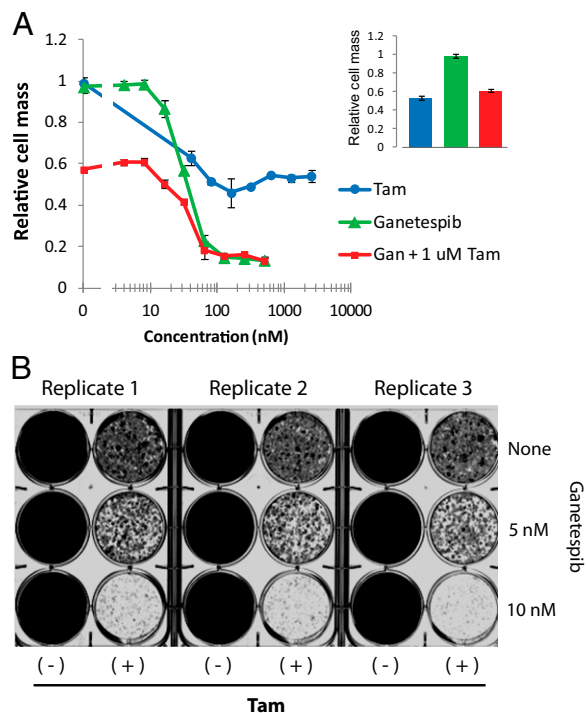 A
Relative cell mass
1.2
1
0.8
0.6
0.4
0.2
0
0 10 100 1000 10000
Concentration (nM)
Relative cell mass
1.2
1
0.8
0.6
0.4
0.2
0
Tam
Ganetespib
Gan + 1 uM Tam
B
Replicate 1 Replicate 2 Replicate 3
None
5 nM
10 nM
Ganetespib
(-) (+) (-) (+) (-) (+)
Tam